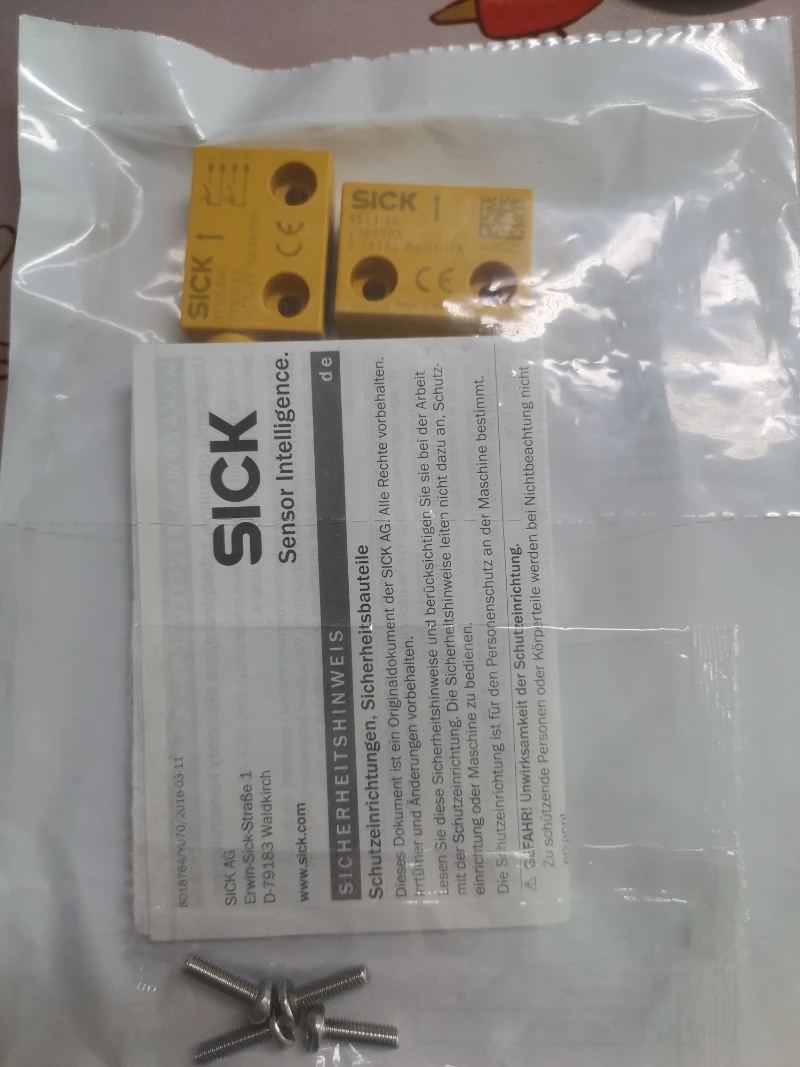 SICK
CE
SICK
D-79183 Waldkirch
CE
SICK
Sensor Intelligence.
8018764/YU70/2016-03-11
SICK AG
Erwin-Sick-Straße 1
D-79183 Waldkirch
www.sick.com
SICHERHEITSHINWEIS de
Schutzeinrichtungen, Sicherheitsbauteile
Dieses Dokument ist ein Originaldokument der SICK AG. Alle Rechte vorbehalten.
Irrtümer und Änderungen vorbehalten.
Lesen Sie diese Sicherheitshinweise und berücksichtigen Sie sie bei der Arbeit
mit der Schutzeinrichtung. Die Sicherheitshinweise leiten nicht dazu an, Schutz-
einrichtung oder Maschine zu bedienen.
Die Schutzeinrichtung ist für den Personenschutz an der Maschine bestimmt.
⚠ GEFAHR! Unwirksamkeit der Schutzeinrichtung.
Zu schützende Personen oder Körperteile werden bei Nichtbeachtung nicht
erkannt.